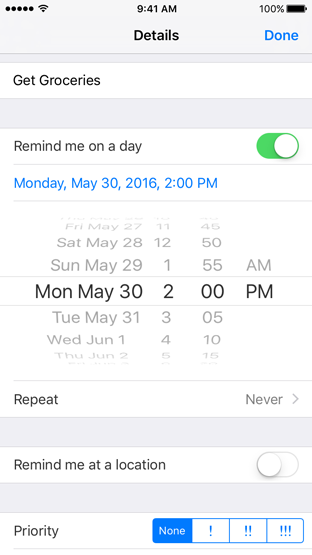 9:41 AM 100%
Details Done
Get Groceries
Remind me on a day
Monday, May 30, 2016, 2:00 PM
Fri May 27 11 45
Sat May 28 12 50
Sun May 29 1 55 AM
Mon May 30 2 00 PM
Tue May 31 3 05
Wed Jun 1 4 10
Thu Jun 2 5 15
Repeat Never
Remind me at a location
Priority None ! !! !!!